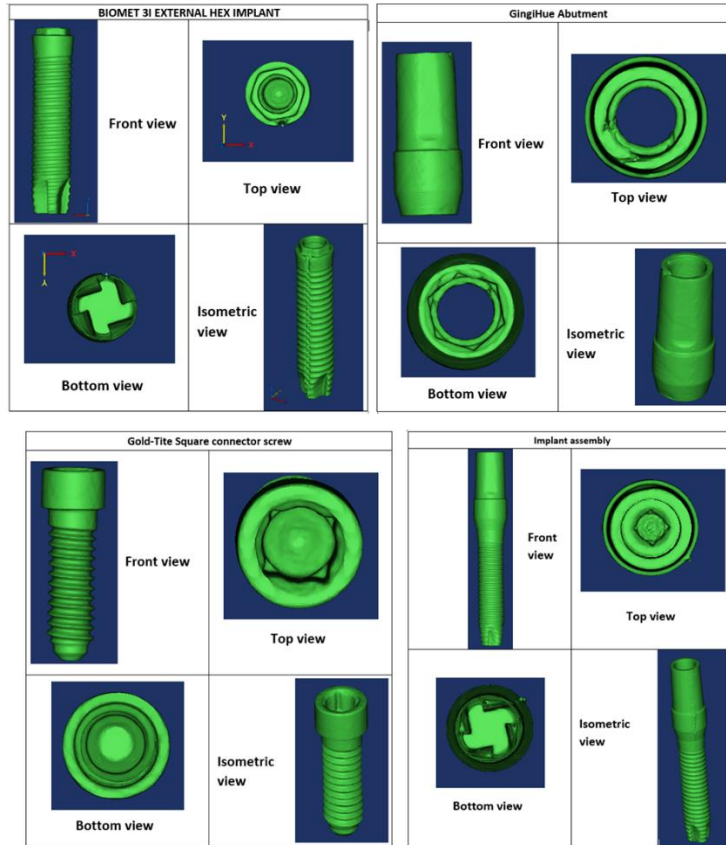 BIOMET 3I EXTERNAL HEX IMPLANT
Front view
Y
X
Top view
X
Y
Bottom view
Isometric
view
GingiHue Abutment
Front view
Top view
Bottom view
Isometric
view
Gold-Tite Square connector screw
Front view
Top view
Bottom view
Isometric
view
Implant assembly
Front
view
Top view
Bottom view
Isometric
view